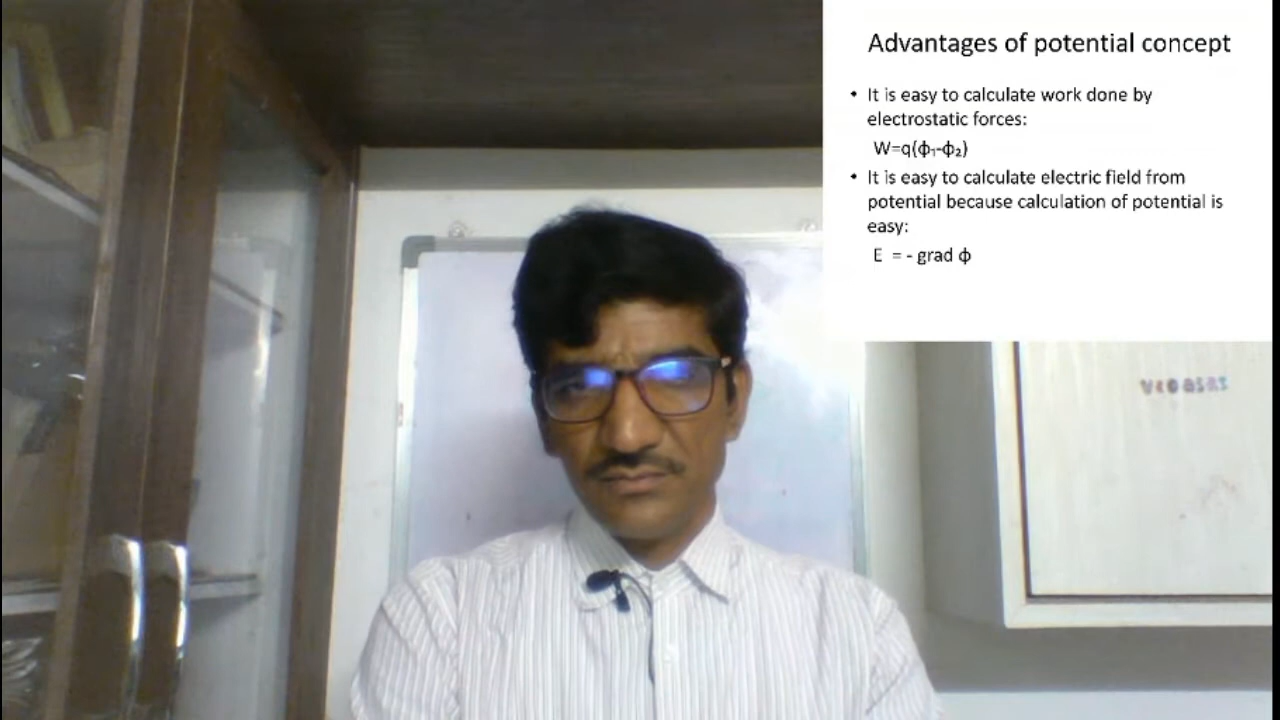 Advantages of potential concept
• It is easy to calculate work done by
electrostatic forces:
W=q(ϕ₁-ϕ₂)
• It is easy to calculate electric field from
potential because calculation of potential is
easy:
E = - grad ϕ